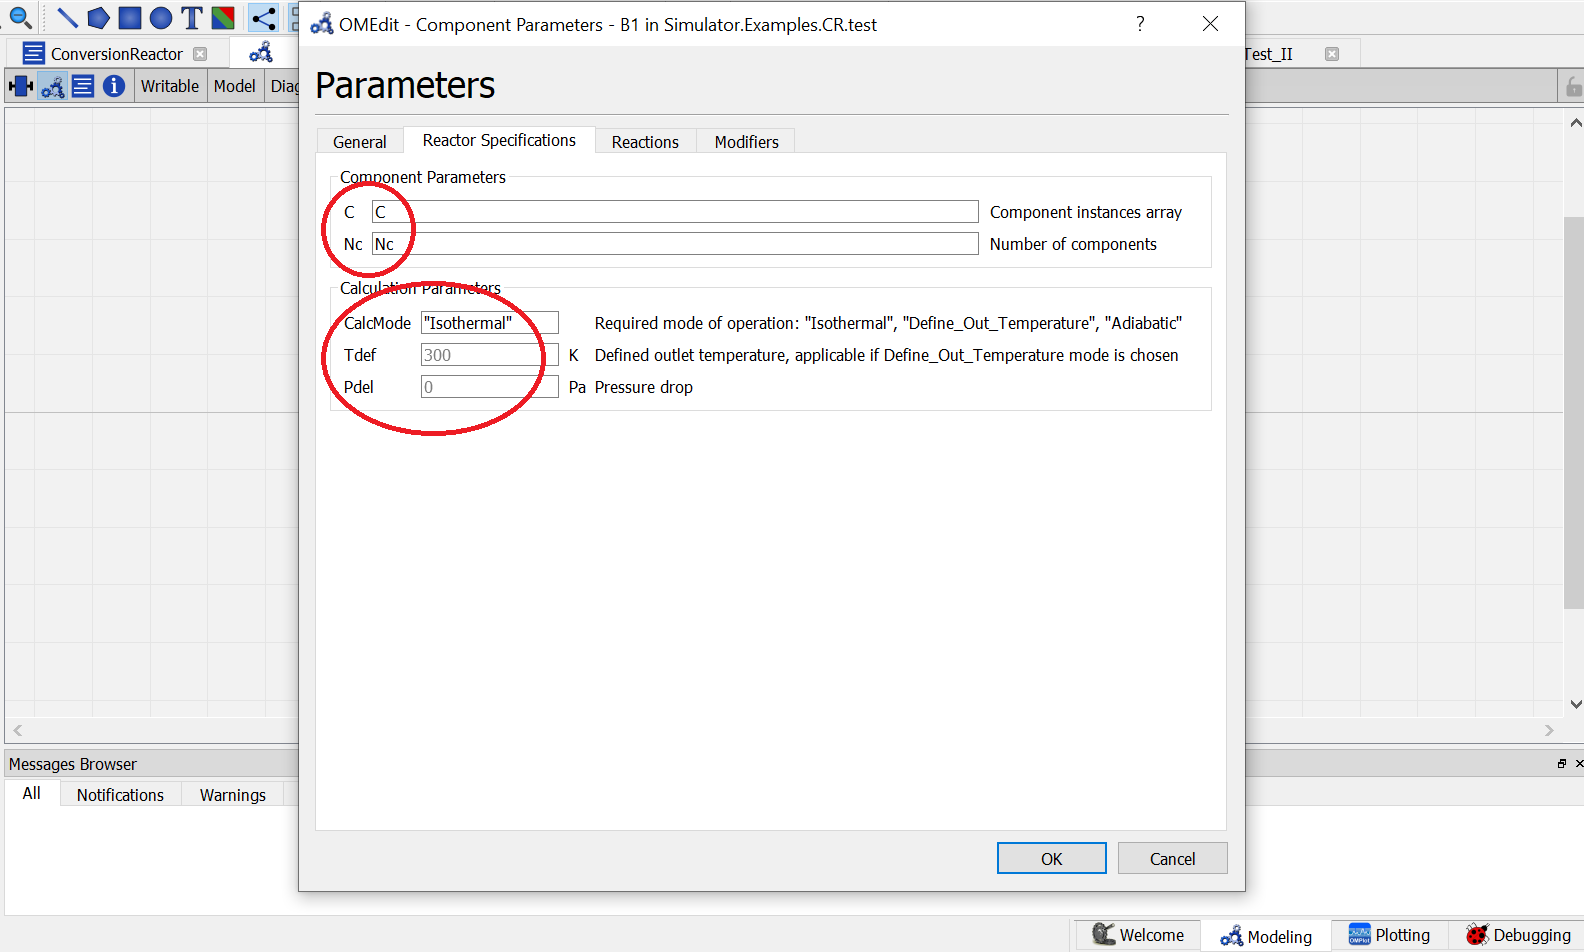 OMEdit - Component Parameters - B1 in Simulator.Examples.CR.test
?
T
ConversionReactor
Test_II
i Writable Model Diag
Parameters
General Reactor Specifications Reactions Modifiers
Component Parameters
C C Component instances array
Nc Nc Number of components
Calculation Parameters
CalcMode "Isothermal" Required mode of operation: "Isothermal", "Define_Out_Temperature", "Adiabatic"
Tdef 300 K Defined outlet temperature, applicable if Define_Out_Temperature mode is chosen
Pdel 0 Pa Pressure drop
Messages Browser
All Notifications Warnings
OK Cancel
Welcome Modeling Plotting Debugging